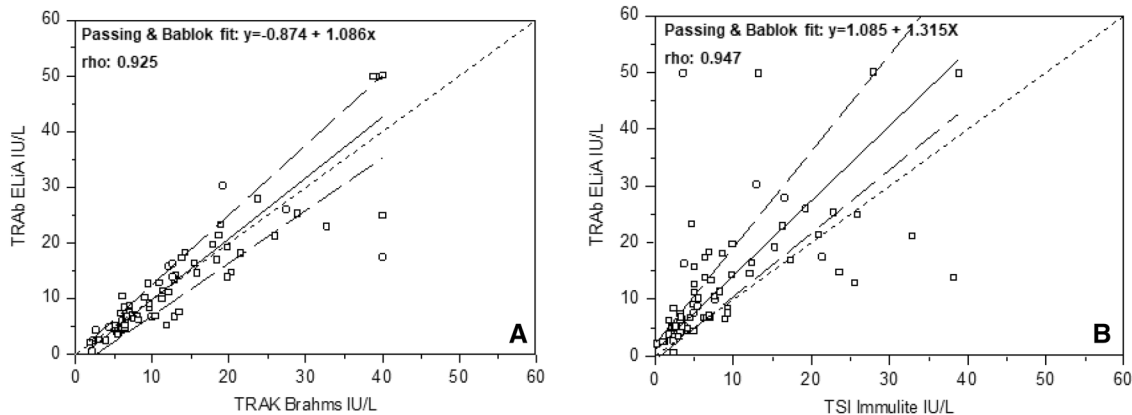 60
50
40
30
20
10
0
TRAb ELiA IU/L
Passing & Bablok fit: y=-0.874 + 1.086x
rho: 0.925
A
0 10 20 30 40 50 60
TRAK Brahms IU/L
60
50
40
30
20
10
0
TRAb ELiA IU/L
Passing & Bablok fit: y=1.085 + 1.315X
rho: 0.947
B
0 10 20 30 40 50 60
TSI Immulite IU/L